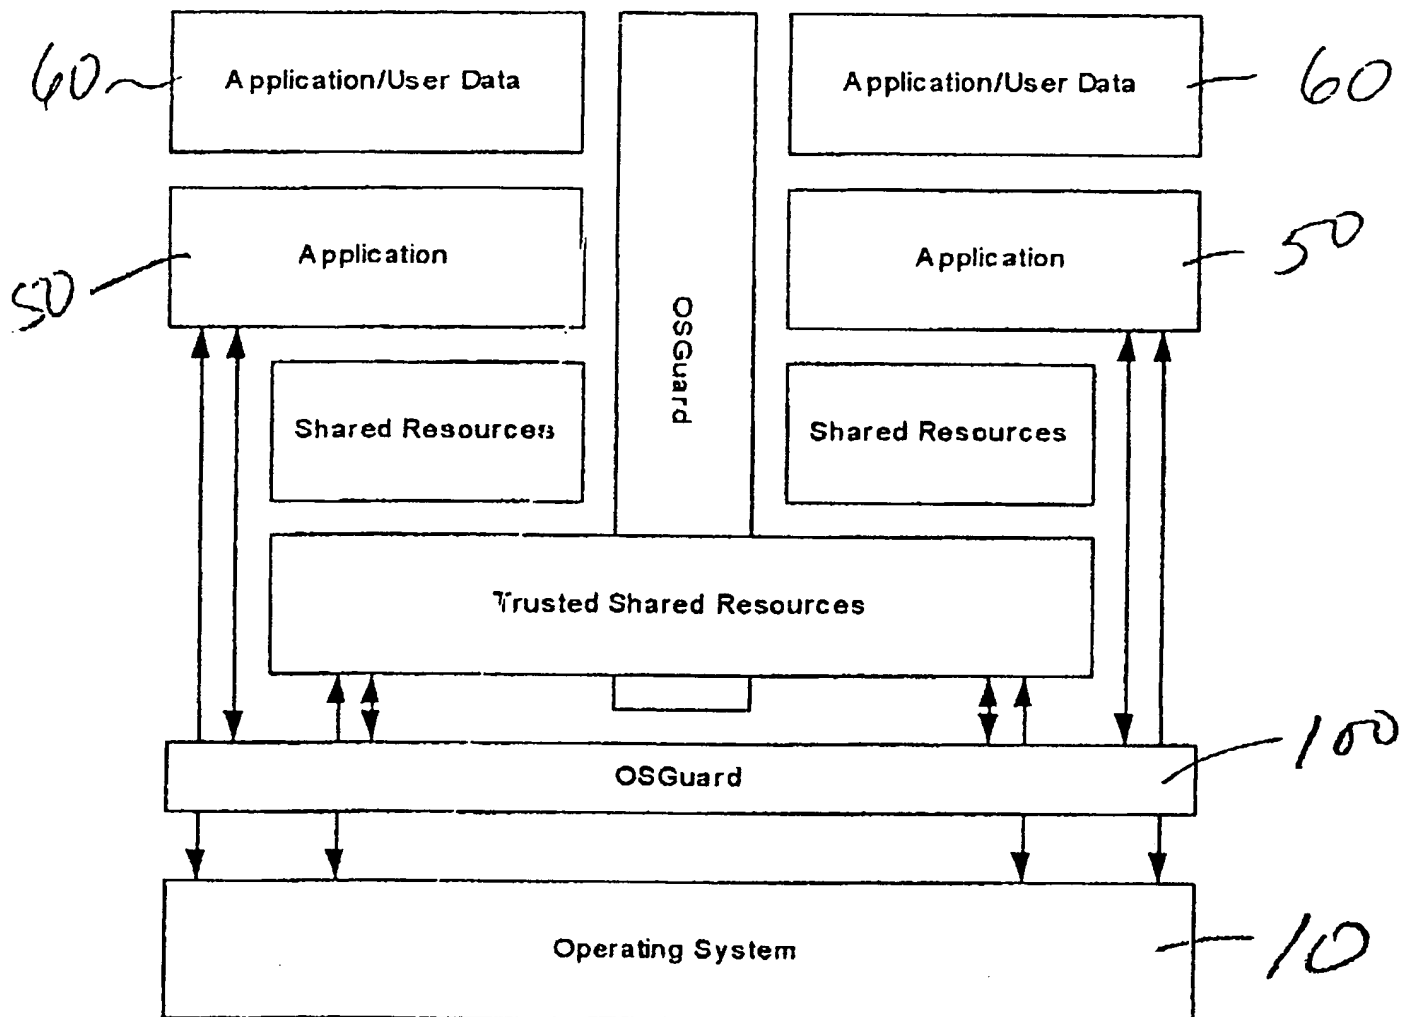 60 Application/User Data Application/User Data 60
50 Application Application 50
OSGuard
Shared Resources Shared Resources
Trusted Shared Resources
OSGuard 100
Operating System 10